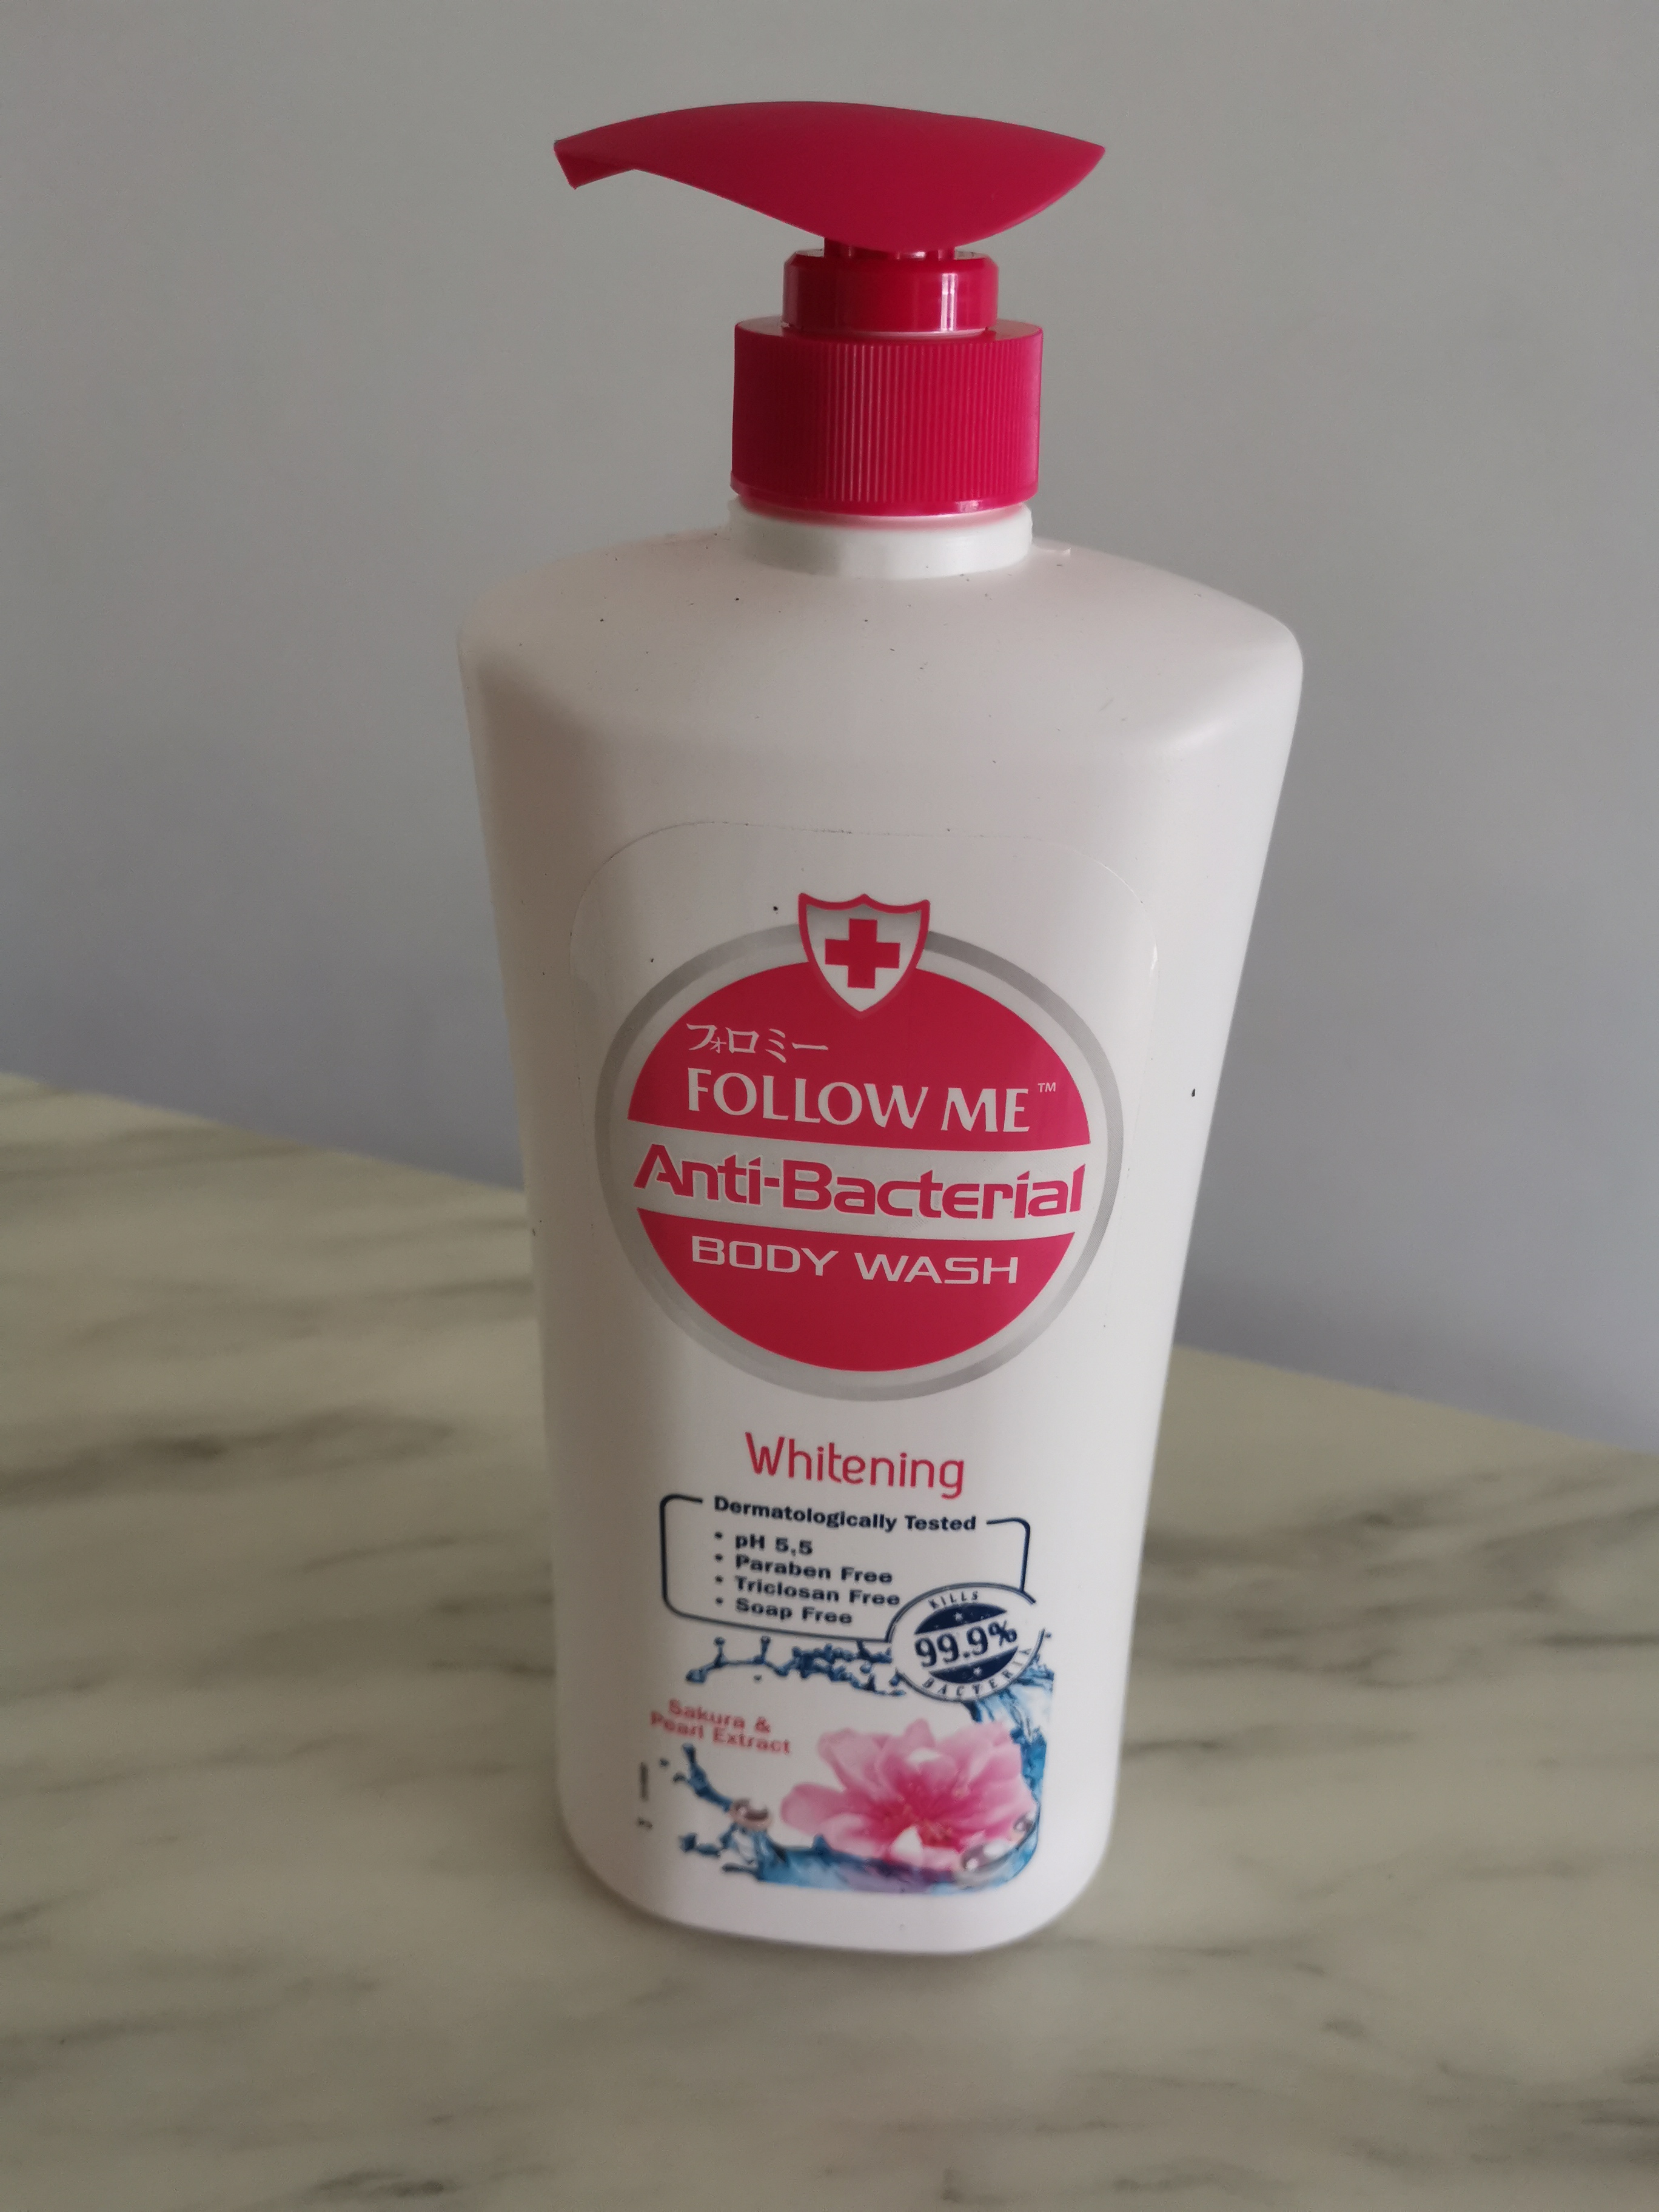 フォロミー
FOLLOW ME™
Anti-Bacterial
BODY WASH
Whitening
Dermatologically Tested
• pH 5,5
• Paraben Free
• Triclosan Free
• Soap Free
KILLS
99.9%
BACTERIA
Sakura &
Pearl Extract